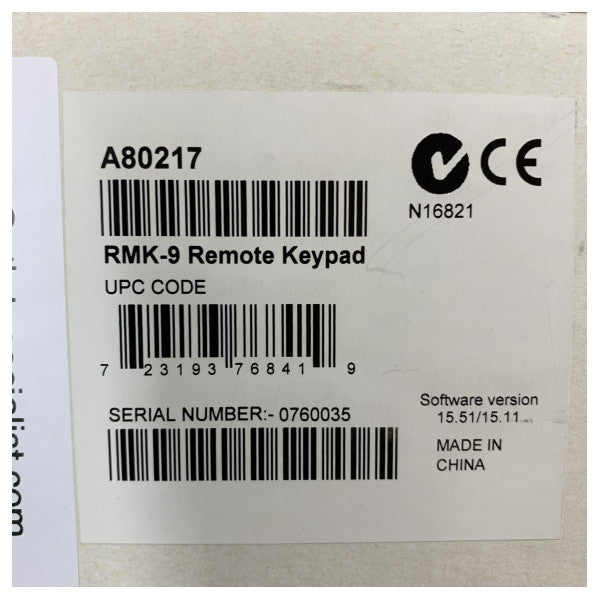 A80217
CE
N16821
RMK-9 Remote Keypad
UPC CODE
7 23193 76841 9
SERIAL NUMBER:- 0760035
Software version
15.51/15.11
MADE IN
CHINA